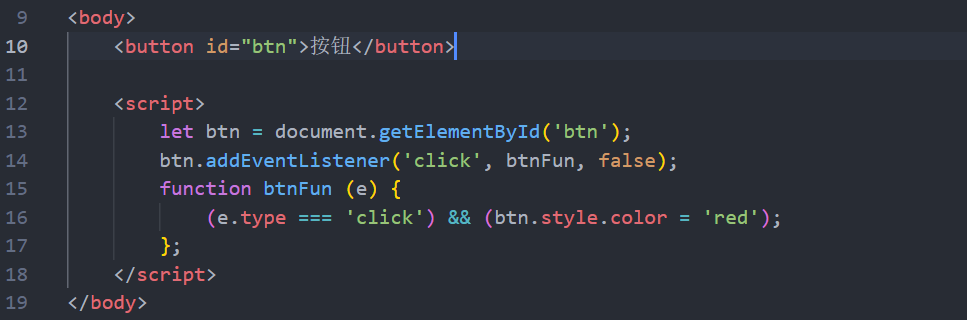 9 <body>
10 <button id="btn">按钮</button>
11
12 <script>
13 let btn = document.getElementById('btn');
14 btn.addEventListener('click', btnFun, false);
15 function btnFun (e) {
16 (e.type === 'click') && (btn.style.color = 'red');
17 };
18 </script>
19 </body>